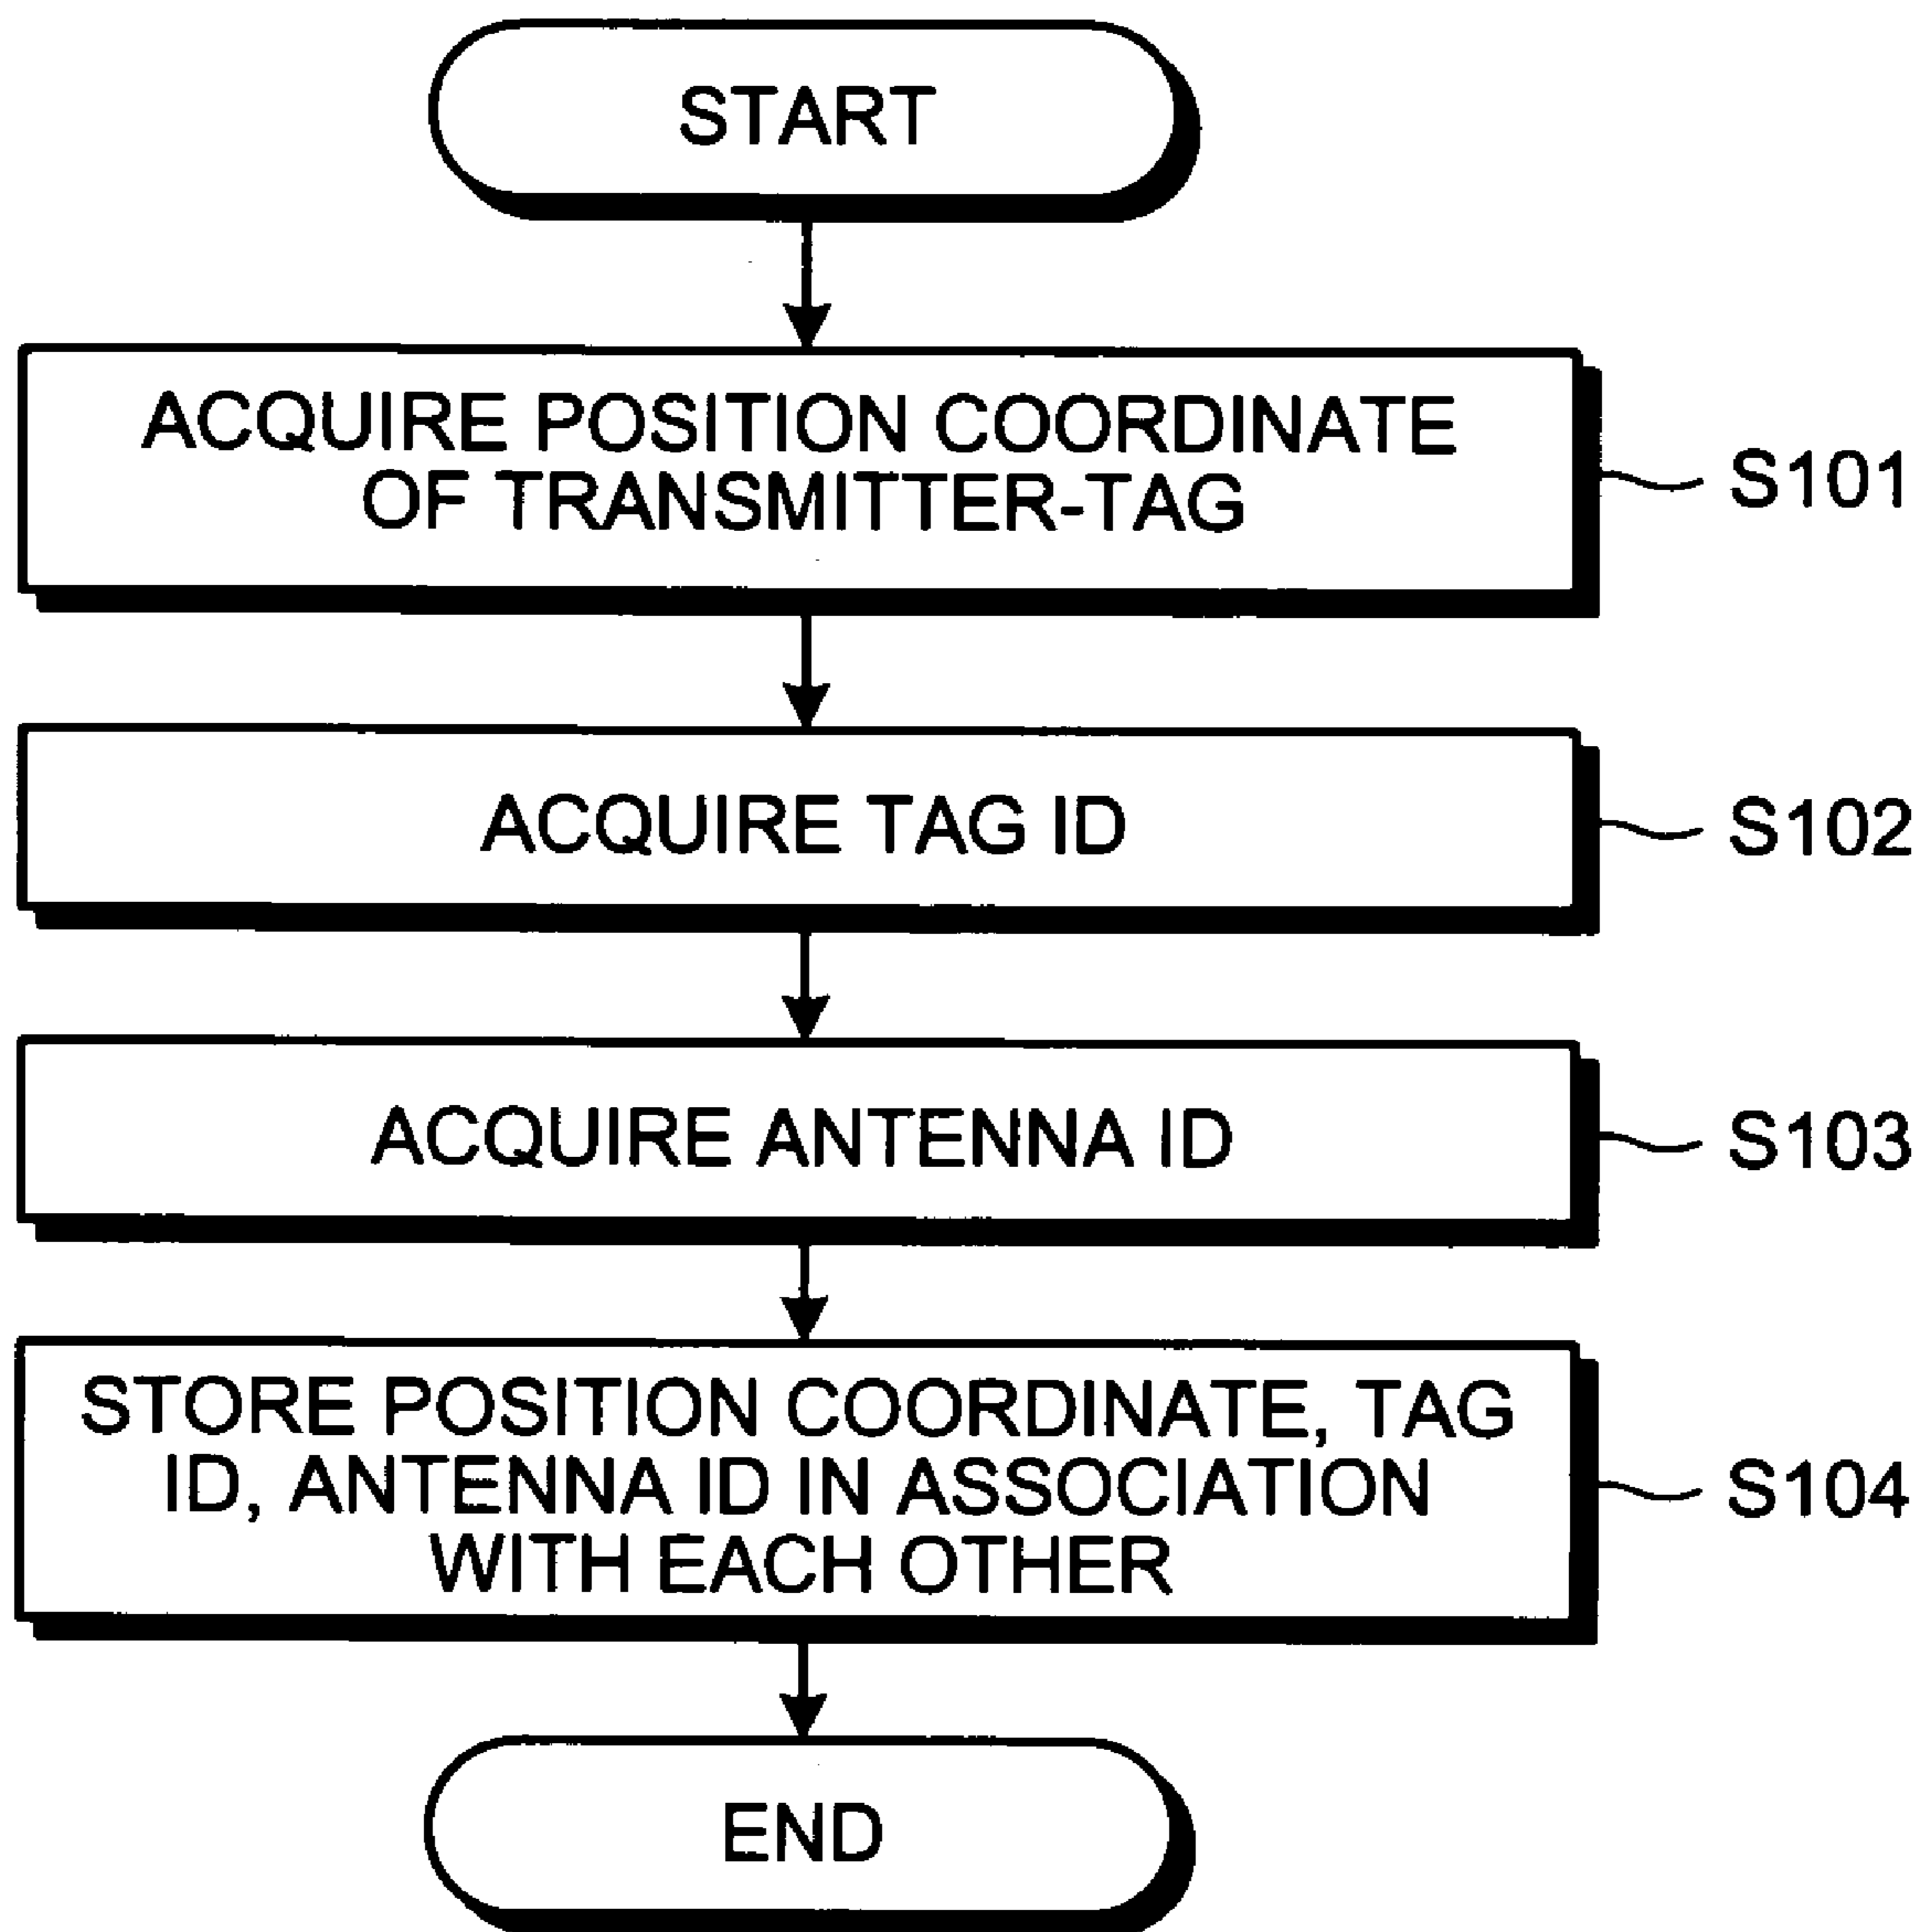 START
ACQUIRE POSITION COORDINATE
OF TRANSMITTER-TAG
S101
ACQUIRE TAG ID
S102
ACQUIRE ANTENNA ID
S103
STORE POSITION COORDINATE, TAG
ID, ANTENNA ID IN ASSOCIATION
WITH EACH OTHER
S104
END